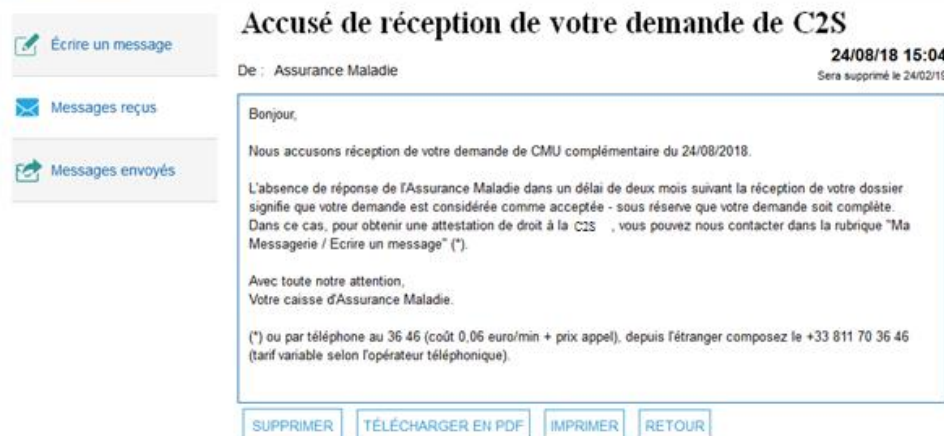 Accusé de réception de votre demande de C2S
Écrire un message
24/08/18 15:04
De : Assurance Maladie
Sera supprimé le 24/02/19
Messages reçus
Messages envoyés
Bonjour,
Nous accusons réception de votre demande de CMU complémentaire du 24/08/2018.
L'absence de réponse de l'Assurance Maladie dans un délai de deux mois suivant la réception de votre dossier
signifie que votre demande est considérée comme acceptée - sous réserve que votre demande soit complète.
Dans ce cas, pour obtenir une attestation de droit à la C2S , vous pouvez nous contacter dans la rubrique "Ma
Messagerie / Ecrire un message" (*).
Avec toute notre attention,
Votre caisse d'Assurance Maladie.
(*) ou par téléphone au 36 46 (coût 0,06 euro/min + prix appel), depuis l'étranger composez le +33 811 70 36 46
(tarif variable selon l'opérateur téléphonique).
SUPPRIMER TÉLÉCHARGER EN PDF IMPRIMER RETOUR